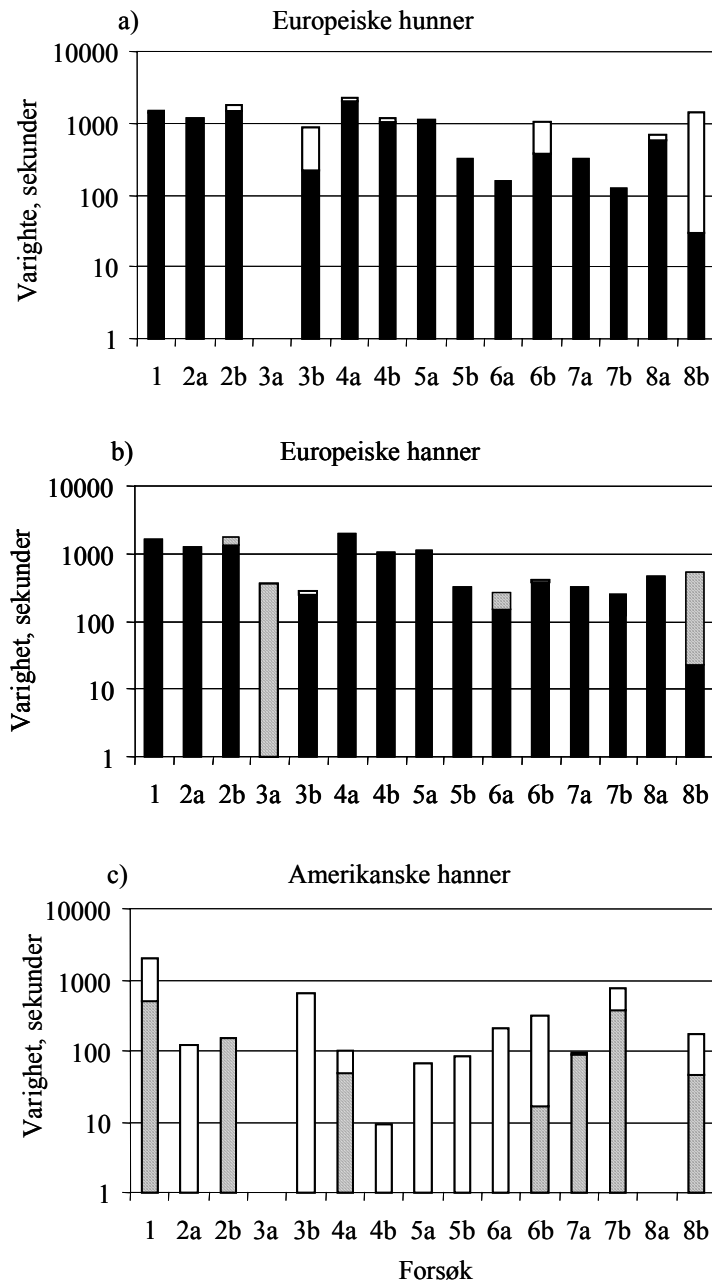 a) Europeiske hunner
10000
1000
100
10
1
Varighte, sekunder
1 2a 2b 3a 3b 4a 4b 5a 5b 6a 6b 7a 7b 8a 8b
b) Europeiske hanner
10000
1000
100
10
1
Varighet, sekunder
1 2a 2b 3a 3b 4a 4b 5a 5b 6a 6b 7a 7b 8a 8b
c) Amerikanske hanner
10000
1000
100
10
1
Varighet, sekunder
1 2a 2b 3a 3b 4a 4b 5a 5b 6a 6b 7a 7b 8a 8b
Forsøk